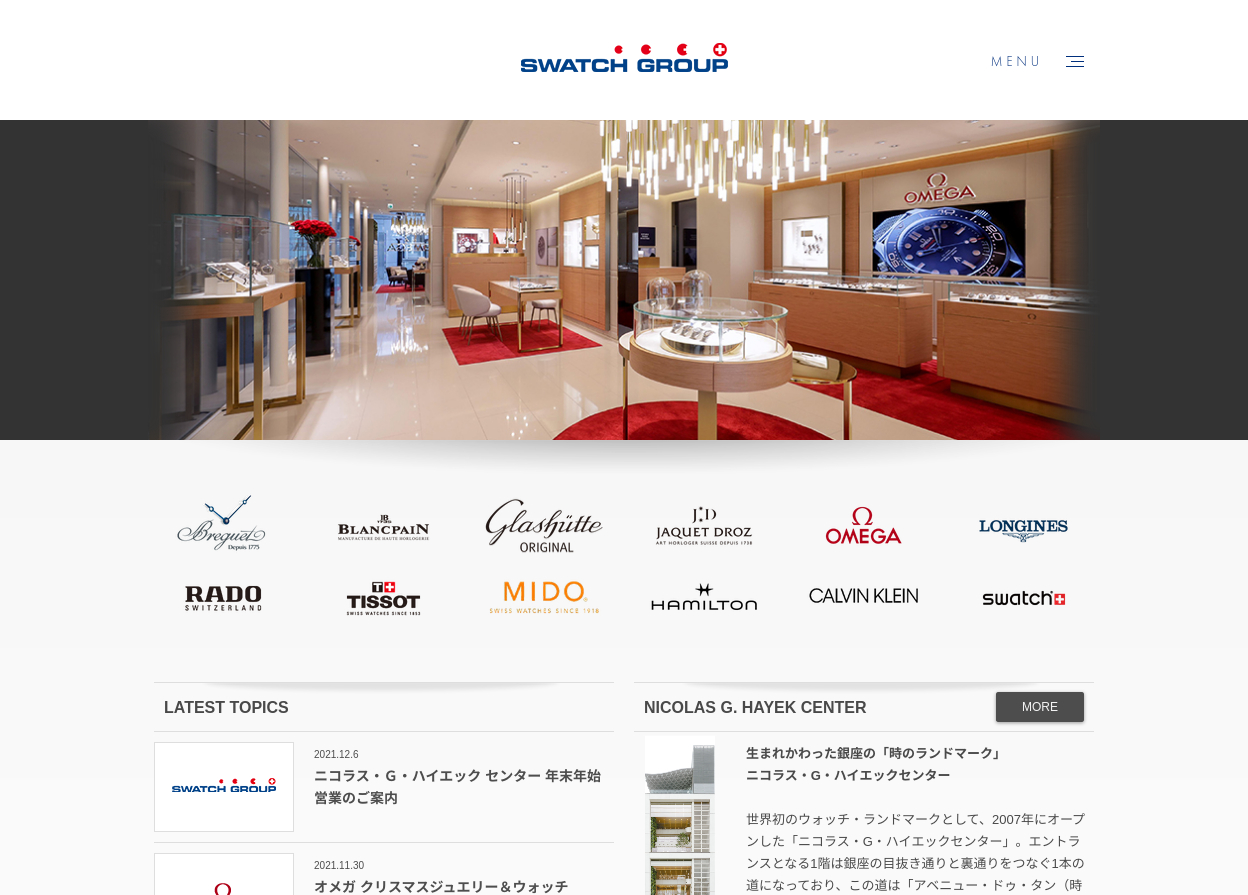 SWATCH GROUP
MENU
OMEGA
Breguet
Depuis 1775
JB
1735
BLANCPAIN
MANUFACTURE DE HAUTE HORLOGERIE
Glashütte
ORIGINAL
JD
JAQUET DROZ
ART HORLOGER SUISSE DEPUIS 1738
Ω
OMEGA
LONGINES
RADO
SWITZERLAND
T+
TISSOT
SWISS WATCHES SINCE 1853
MIDO®
SWISS WATCHES SINCE 1918
HAMILTON
CALVIN KLEIN
swatch+
LATEST TOPICS
SWATCH GROUP
2021.12.6
ニコラス・Ｇ・ハイエック センター 年末年始
営業のご案内
2021.11.30
オメガ クリスマスジュエリー＆ウォッチ
NICOLAS G. HAYEK CENTER
MORE
生まれかわった銀座の「時のランドマーク」
ニコラス・G・ハイエックセンター
世界初のウォッチ・ランドマークとして、2007年にオープ
ンした「ニコラス・G・ハイエックセンター」。エントラ
ンスとなる1階は銀座の目抜き通りと裏通りをつなぐ1本の
道になっており、この道は「アベニュー・ドゥ・タン（時